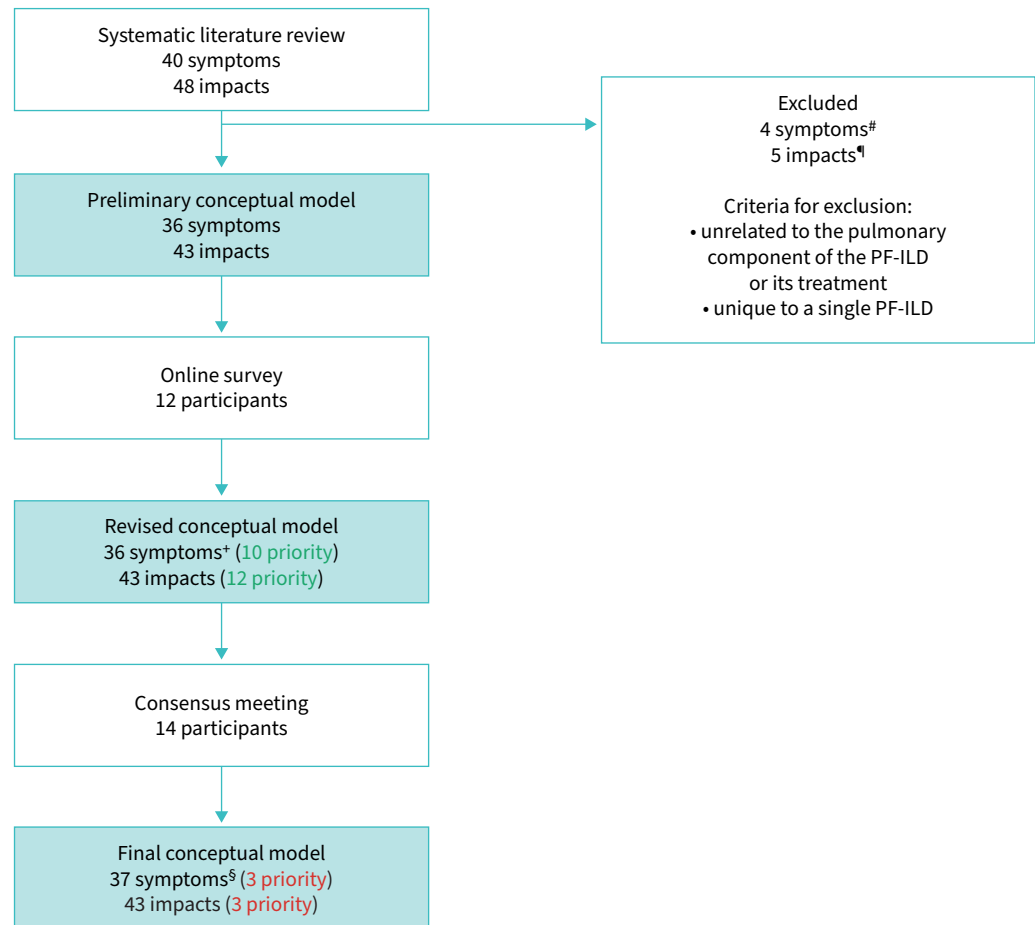 Systematic literature review
40 symptoms
48 impacts
Excluded
4 symptoms#
5 impacts¶
Criteria for exclusion:
• unrelated to the pulmonary
component of the PF-ILD
or its treatment
• unique to a single PF-ILD
Preliminary conceptual model
36 symptoms
43 impacts
Online survey
12 participants
Revised conceptual model
36 symptoms+ (10 priority)
43 impacts (12 priority)
Consensus meeting
14 participants
Final conceptual model
37 symptoms§ (3 priority)
43 impacts (3 priority)